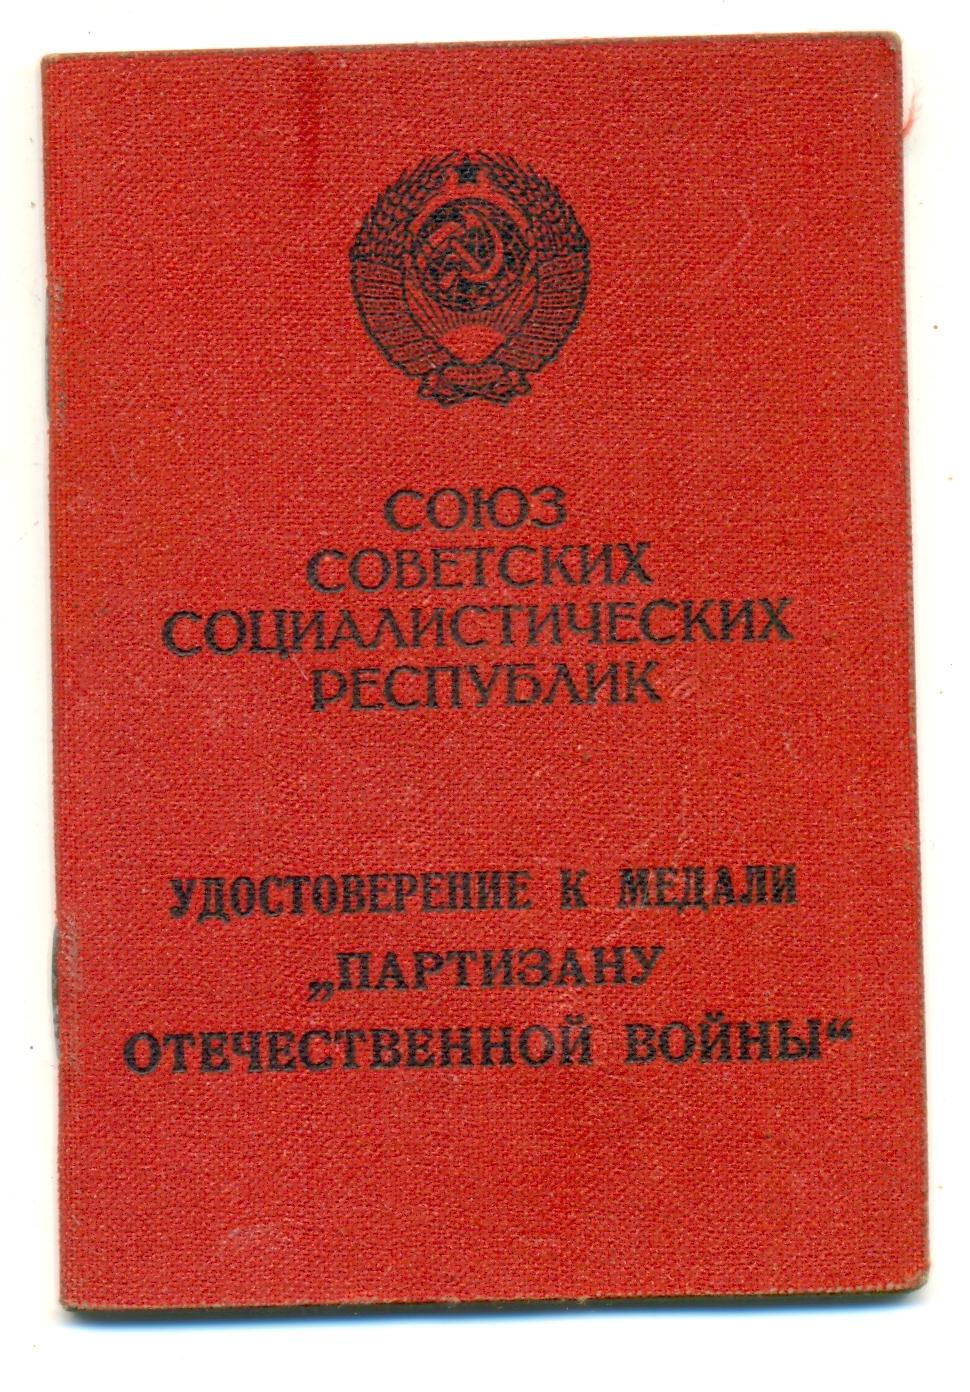 СОЮЗ
СОВЕТСКИХ
СОЦИАЛИСТИЧЕСКИХ
РЕСПУБЛИК
УДОСТОВЕРЕНИЕ К МЕДАЛИ
„ПАРТИЗАНУ
ОТЕЧЕСТВЕННОЙ ВОЙНЫ“